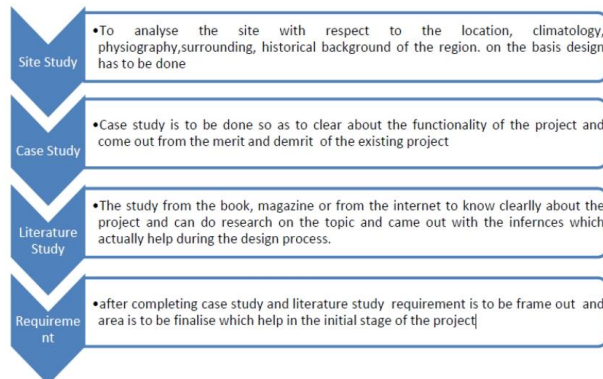 Site Study
•To analyse the site with respect to the location, climatology,
physiography,surrounding, historical background of the region. on the basis design
has to be done
Case Study
•Case study is to be done so as to clear about the functionality of the project and
come out from the merit and demrit of the existing project
Literature
Study
•The study from the book, magazine or from the internet to know clearlly about the
project and can do research on the topic and came out with the infernces which
actually help during the design process.
Requireme
nt
•after completing case study and literature study requirement is to be frame out and
area is to be finalise which help in the initial stage of the project